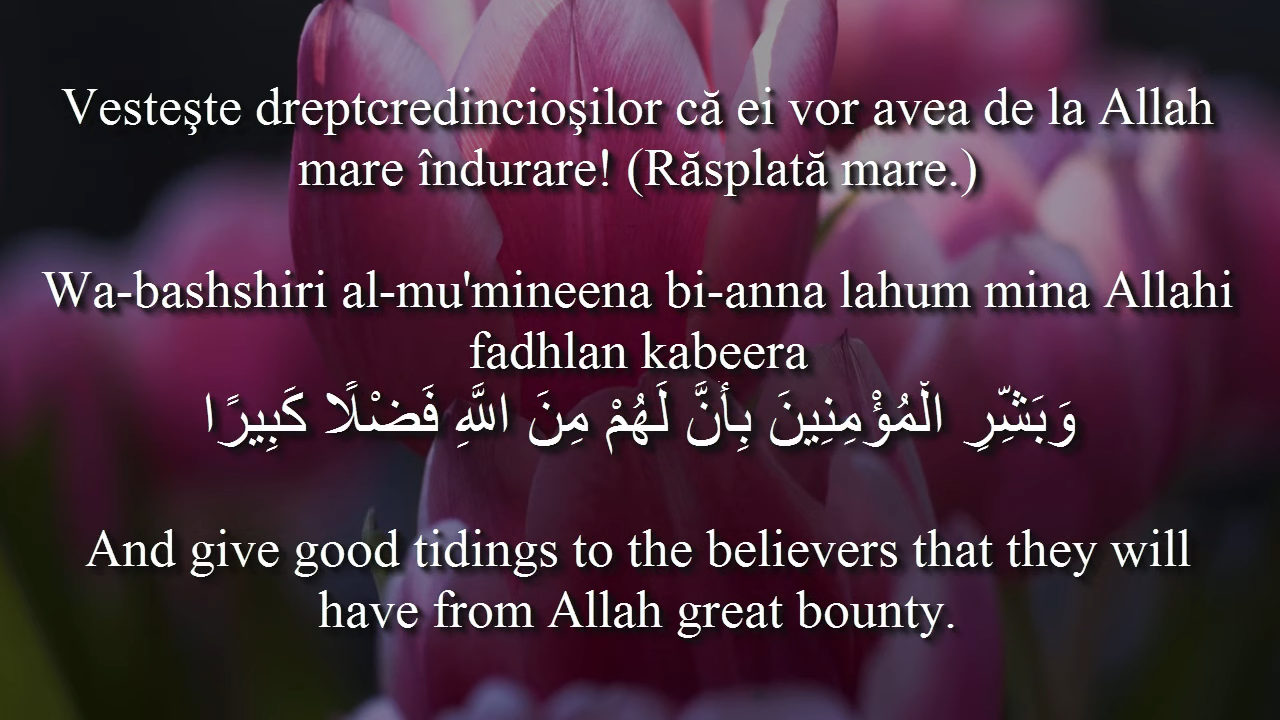 Vesteşte dreptcredincioşilor că ei vor avea de la Allah
mare îndurare! (Răsplată mare.)
Wa-bashshiri al-mu'mineena bi-anna lahum mina Allahi
fadhlan kabeera
وَبَشِّرِ الْمُؤْمِنِينَ بِأَنَّ لَهُمْ مِنَ اللَّهِ فَضْلًا كَبِيرًا
And give good tidings to the believers that they will
have from Allah great bounty.